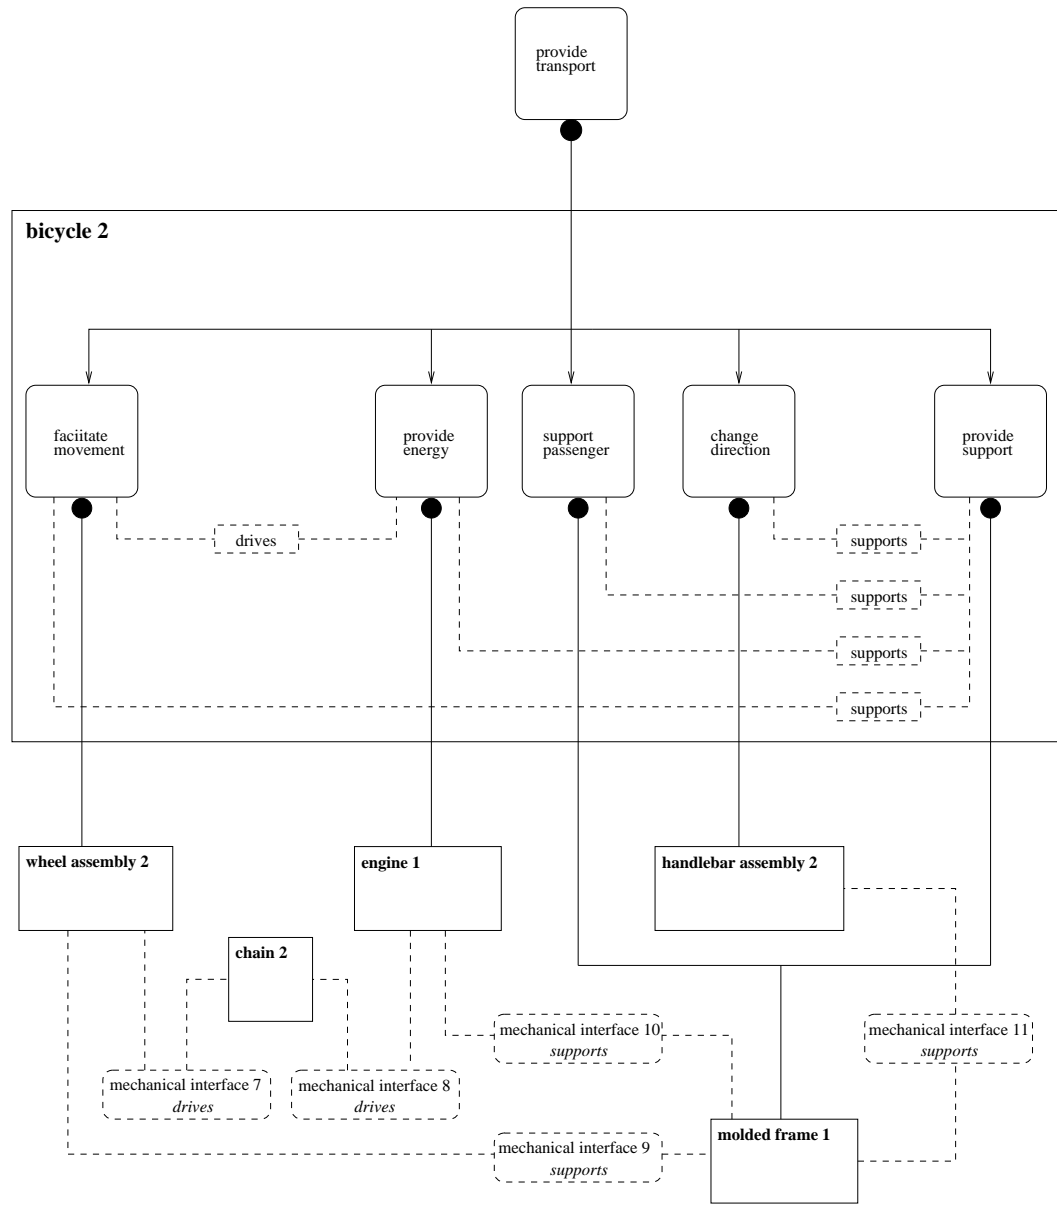 provide
transport
bicycle 2
faciitate
movement
provide
energy
support
passenger
change
direction
provide
support
drives
supports
supports
supports
supports
wheel assembly 2
engine 1
handlebar assembly 2
chain 2
mechanical interface 10
supports
mechanical interface 11
supports
mechanical interface 7
drives
mechanical interface 8
drives
molded frame 1
mechanical interface 9
supports